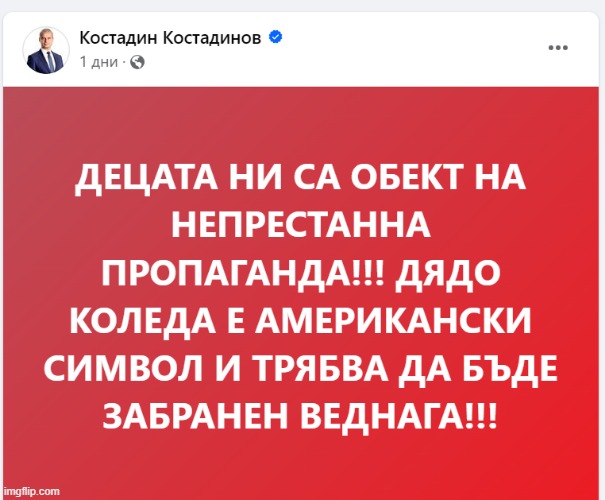 Костадин Костадинов
1 дни ·
ДЕЦАТА НИ СА ОБЕКТ НА
НЕПРЕСТАННА
ПРОПАГАНДА!!! ДЯДО
КОЛЕДА Е АМЕРИКАНСКИ
СИМВОЛ И ТРЯБВА ДА БЪДЕ
ЗАБРАНЕН ВЕДНАГА!!!
imgflip.com